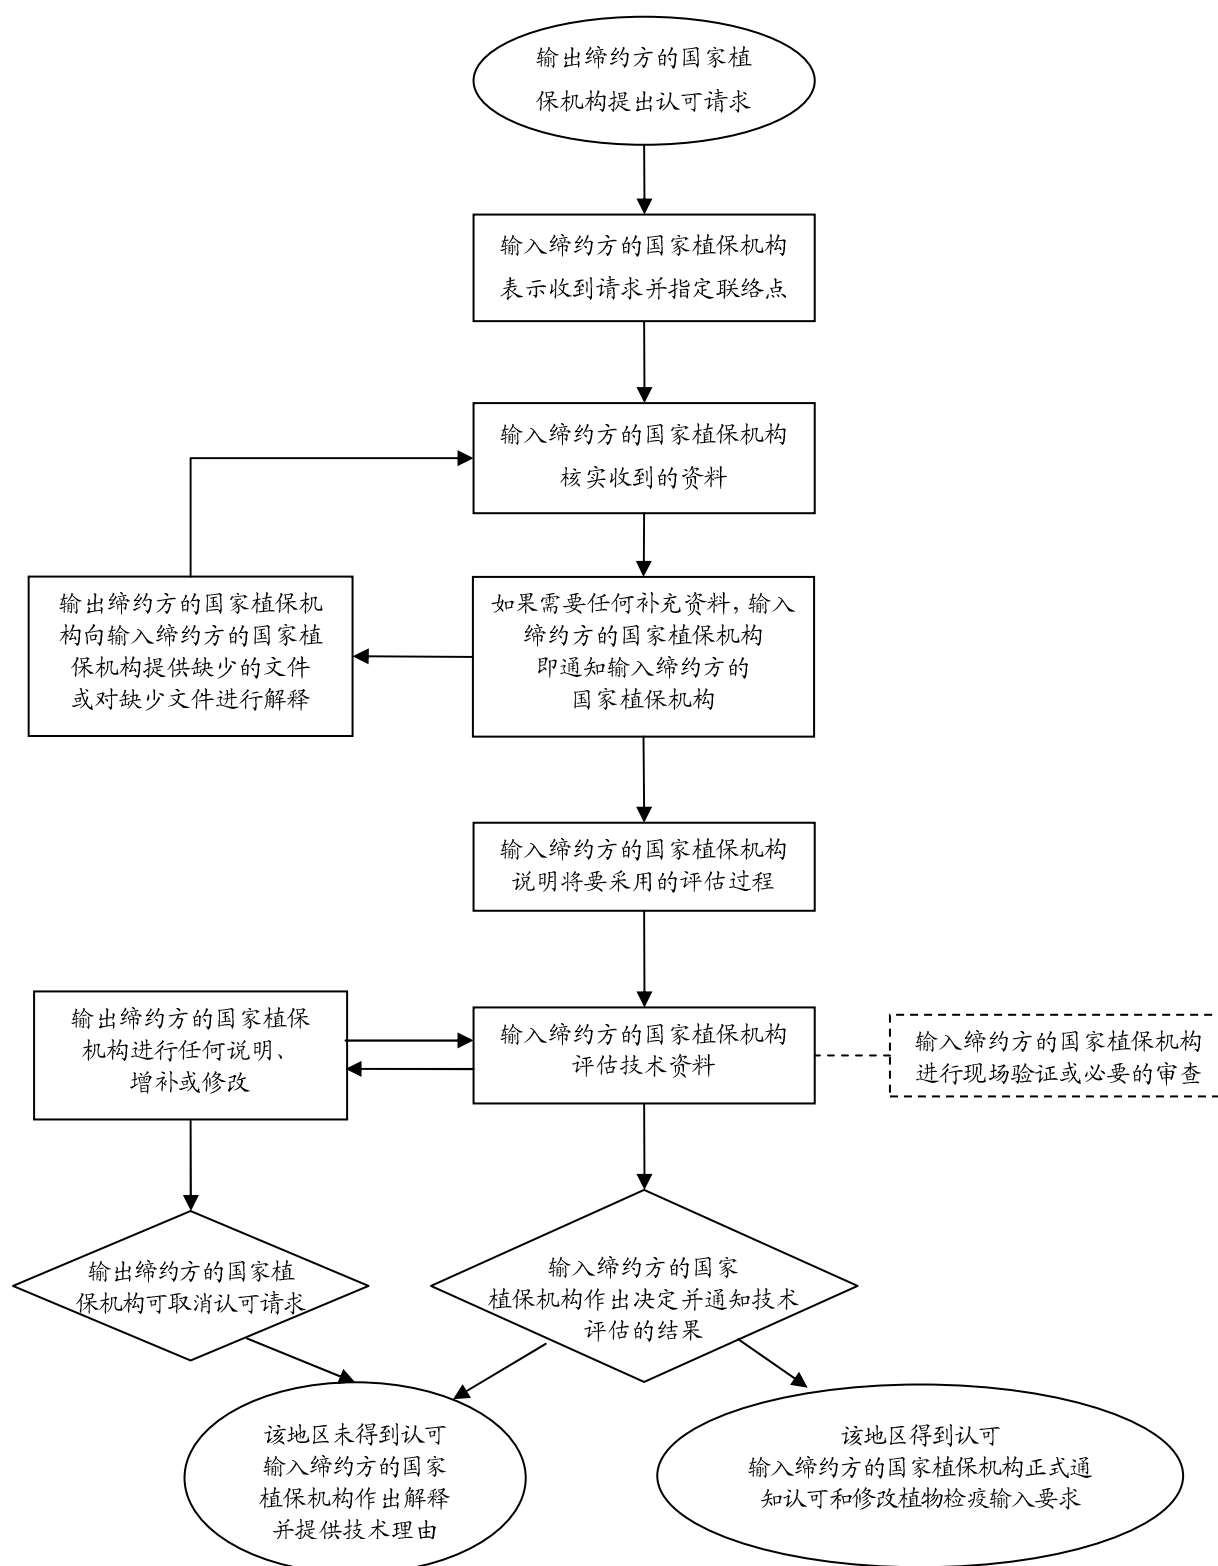 输出缔约方的国家植
保机构提出认可请求
输入缔约方的国家植保机构
表示收到请求并指定联络点
输入缔约方的国家植保机构
核实收到的资料
输出缔约方的国家植保机
构向输入缔约方的国家植
保机构提供缺少的文件
或对缺少文件进行解释
如果需要任何补充资料，输入
缔约方的国家植保机构
即通知输入缔约方的
国家植保机构
输入缔约方的国家植保机构
说明将要采用的评估过程
输出缔约方的国家植保
机构进行任何说明、
增补或修改
输入缔约方的国家植保机构
评估技术资料
输入缔约方的国家植保机构
进行现场验证或必要的审查
输出缔约方的国家植
保机构可取消认可请求
输入缔约方的国家
植保机构作出决定并通知技术
评估的结果
该地区未得到认可
输入缔约方的国家
植保机构作出解释
并提供技术理由
该地区得到认可
输入缔约方的国家植保机构正式通
知认可和修改植物检疫输入要求